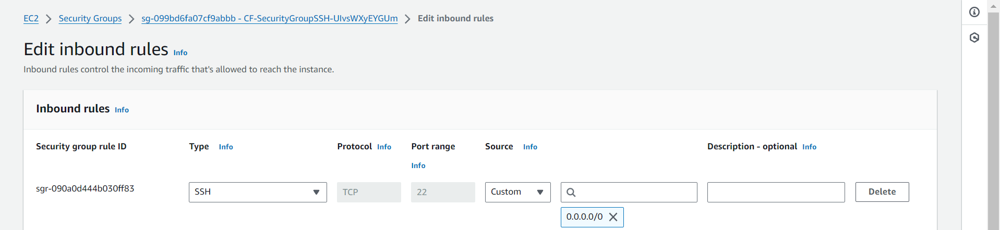 EC2 > Security Groups > sg-099bd6fa07cf9abbb - CF-SecurityGroupSSH-UIvsWXyEYGUm > Edit inbound rules
Edit inbound rules Info
Inbound rules control the incoming traffic that's allowed to reach the instance.
Inbound rules Info
Security group rule ID Type Info Protocol Info Port range Source Info Description - optional Info
Info
sgr-090a0d444b030ff83 SSH TCP 22 Custom Delete
0.0.0.0/0